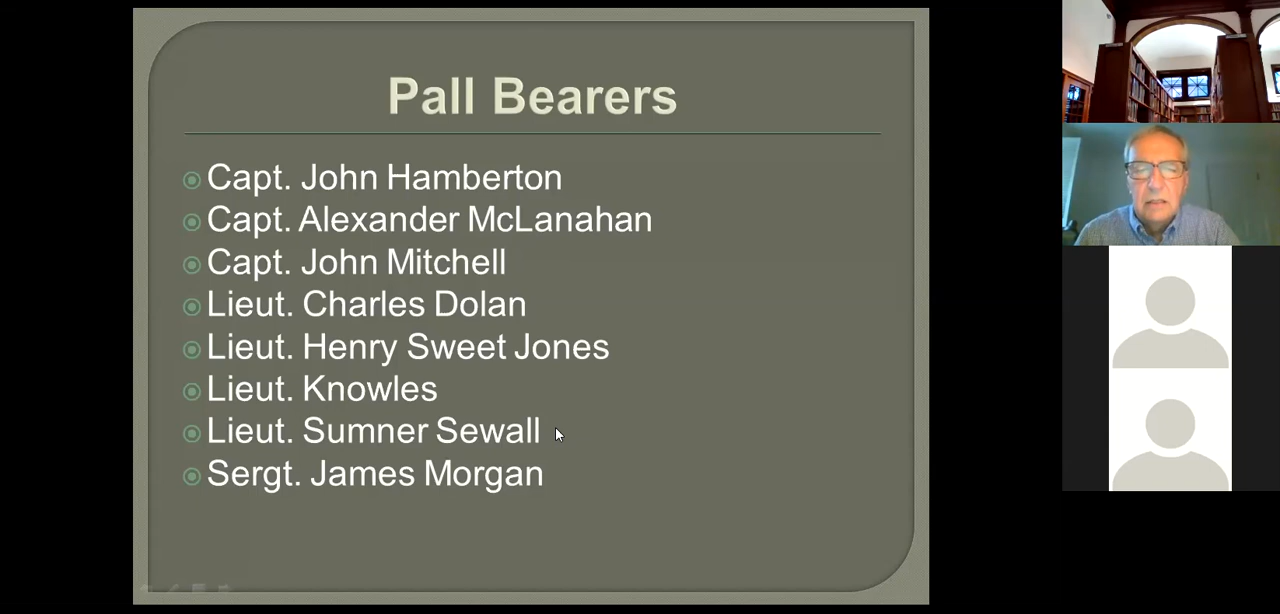 Pall Bearers
Capt. John Hamberton
Capt. Alexander McLanahan
Capt. John Mitchell
Lieut. Charles Dolan
Lieut. Henry Sweet Jones
Lieut. Knowles
Lieut. Sumner Sewall
Sergt. James Morgan